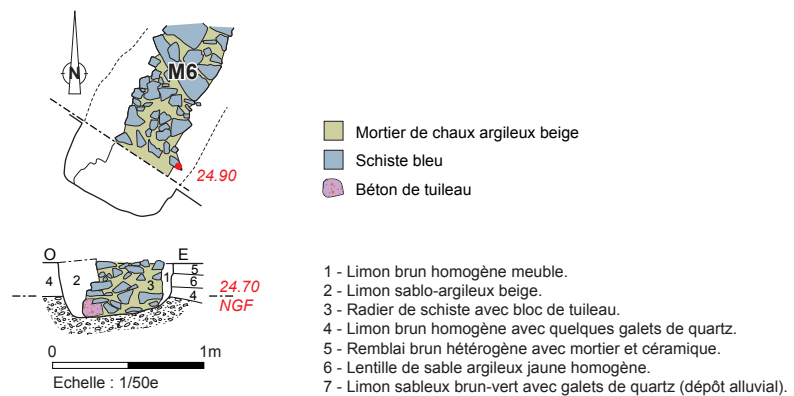 N
M6
24.90
Mortier de chaux argileux beige
Schiste bleu
Béton de tuileau
O
E
4
2
3
1
5
6
4
7
24.70
NGF
0
1m
Echelle : 1/50e
1 - Limon brun homogène meuble.
2 - Limon sablo-argileux beige.
3 - Radier de schiste avec bloc de tuileau.
4 - Limon brun homogène avec quelques galets de quartz.
5 - Remblai brun hétérogène avec mortier et céramique.
6 - Lentille de sable argileux jaune homogène.
7 - Limon sableux brun-vert avec galets de quartz (dépôt alluvial).